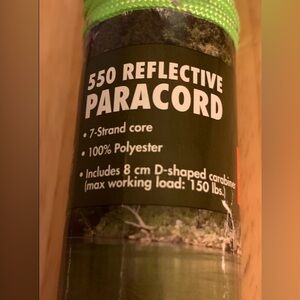 550 REFLECTIVE
PARACORD
• 7-Strand core
• 100% Polyester
• Includes 8 cm D-shaped carabiner
(max working load: 150 lbs.)